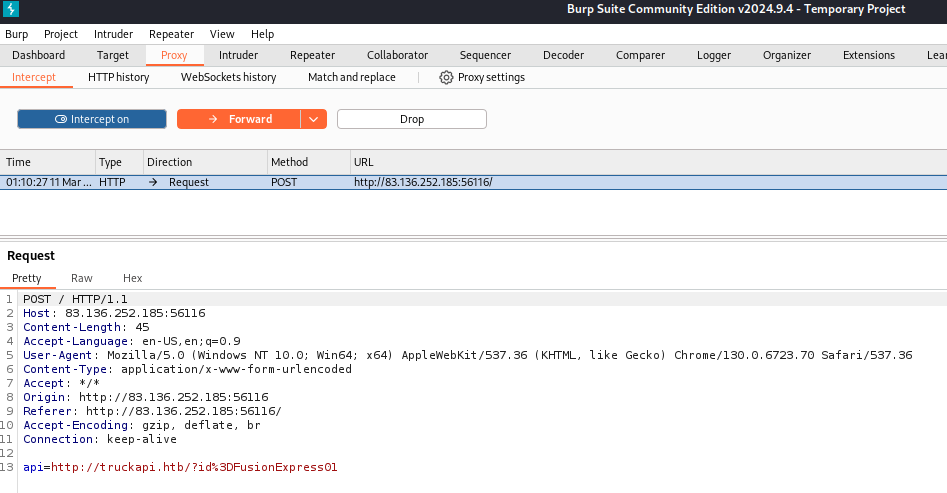 Burp Suite Community Edition v2024.9.4 - Temporary Project
Burp Project Intruder Repeater View Help
Dashboard Target Proxy Intruder Repeater Collaborator Sequencer Decoder Comparer Logger Organizer Extensions
Intercept HTTP history WebSockets history Match and replace Proxy settings
Intercept on Forward Drop
Time Type Direction Method URL
01:10:27 11 Mar ... HTTP → Request POST http://83.136.252.185:56116/
Request
Pretty Raw Hex
1 POST / HTTP/1.1
2 Host: 83.136.252.185:56116
3 Content-Length: 45
4 Accept-Language: en-US,en;q=0.9
5 User-Agent: Mozilla/5.0 (Windows NT 10.0; Win64; x64) AppleWebKit/537.36 (KHTML, like Gecko) Chrome/130.0.6723.70 Safari/537.36
6 Content-Type: application/x-www-form-urlencoded
7 Accept: */*
8 Origin: http://83.136.252.185:56116
9 Referer: http://83.136.252.185:56116/
10 Accept-Encoding: gzip, deflate, br
11 Connection: keep-alive
12
13 api=http://truckapi.htb/?id%3DFusionExpress01